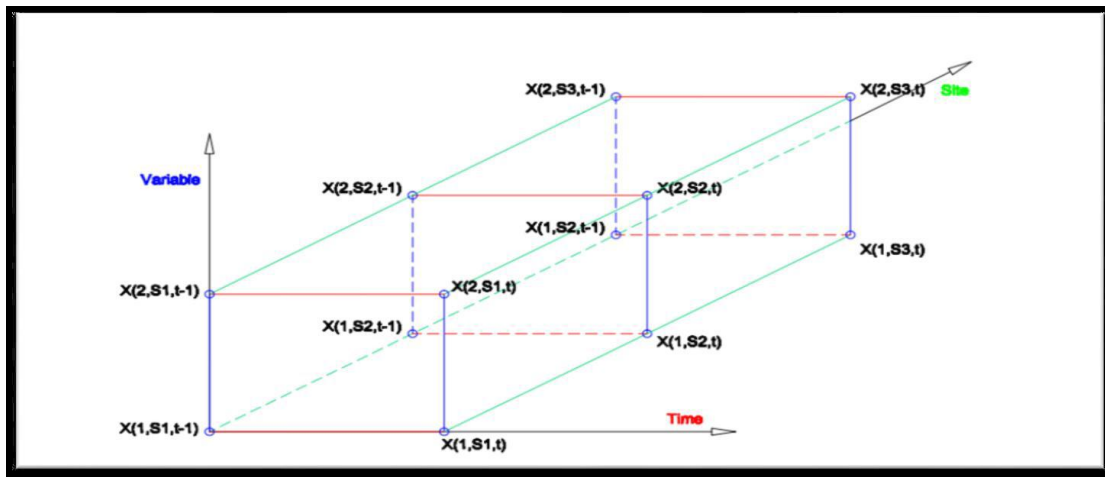 X(2,S3,t-1)
X(2,S3,t)
Site
Variable
X(2,S2,t-1)
X(2,S2,t)
X(1,S2,t-1)
X(1,S3,t)
X(2,S1,t-1)
X(2,S1,t)
X(1,S2,t-1)
X(1,S2,t)
Time
X(1,S1,t-1)
X(1,S1,t)